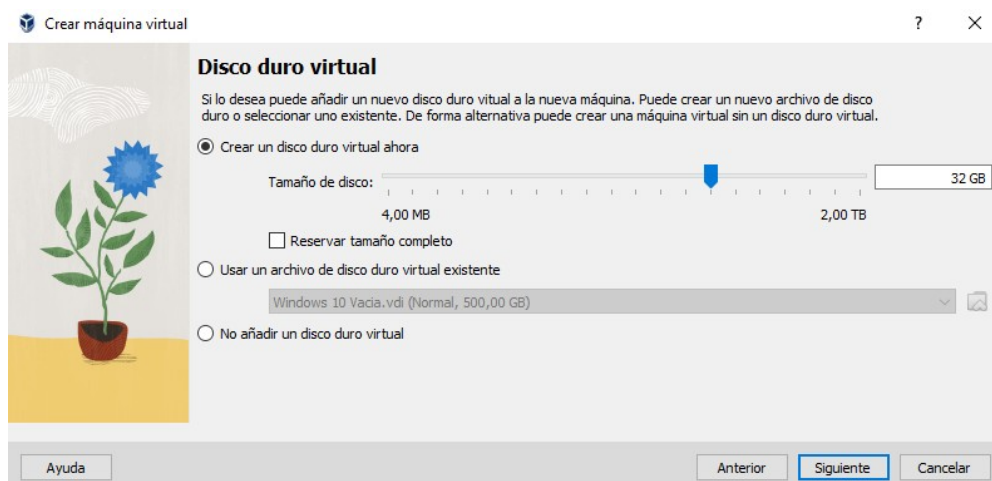 Crear máquina virtual
?
Disco duro virtual
Si lo desea puede añadir un nuevo disco duro vitual a la nueva máquina. Puede crear un nuevo archivo de disco
duro o seleccionar uno existente. De forma alternativa puede crear una máquina virtual sin un disco duro virtual.
Crear un disco duro virtual ahora
Tamaño de disco:
32 GB
4,00 MB
2,00 TB
Reservar tamaño completo
Usar un archivo de disco duro virtual existente
Windows 10 Vacia.vdi (Normal, 500,00 GB)
No añadir un disco duro virtual
Ayuda
Anterior
Siguiente
Cancelar